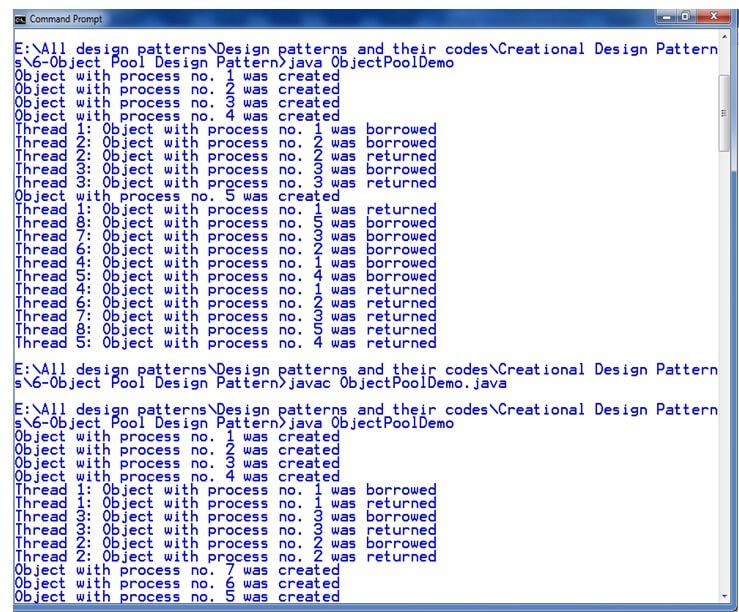 Command Prompt
E:\All design patterns\Design patterns and their codes\Creational Design Pattern
s\6-Object Pool Design Pattern>java ObjectPoolDemo
Object with process no. 1 was created
Object with process no. 2 was created
Object with process no. 3 was created
Object with process no. 4 was created
Thread 1: Object with process no. 1 was borrowed
Thread 2: Object with process no. 2 was borrowed
Thread 2: Object with process no. 2 was returned
Thread 3: Object with process no. 3 was borrowed
Thread 3: Object with process no. 3 was returned
Object with process no. 5 was created
Thread 1: Object with process no. 1 was returned
Thread 8: Object with process no. 5 was borrowed
Thread 7: Object with process no. 3 was borrowed
Thread 6: Object with process no. 2 was borrowed
Thread 4: Object with process no. 1 was borrowed
Thread 5: Object with process no. 4 was borrowed
Thread 4: Object with process no. 1 was returned
Thread 6: Object with process no. 2 was returned
Thread 7: Object with process no. 3 was returned
Thread 8: Object with process no. 5 was returned
Thread 5: Object with process no. 4 was returned
E:\All design patterns\Design patterns and their codes\Creational Design Pattern
s\6-Object Pool Design Pattern>javac ObjectPoolDemo.java
E:\All design patterns\Design patterns and their codes\Creational Design Pattern
s\6-Object Pool Design Pattern>java ObjectPoolDemo
Object with process no. 1 was created
Object with process no. 2 was created
Object with process no. 3 was created
Object with process no. 4 was created
Thread 1: Object with process no. 1 was borrowed
Thread 1: Object with process no. 1 was returned
Thread 3: Object with process no. 3 was borrowed
Thread 3: Object with process no. 3 was returned
Thread 2: Object with process no. 2 was borrowed
Thread 2: Object with process no. 2 was returned
Object with process no. 7 was created
Object with process no. 6 was created
Object with process no. 5 was created